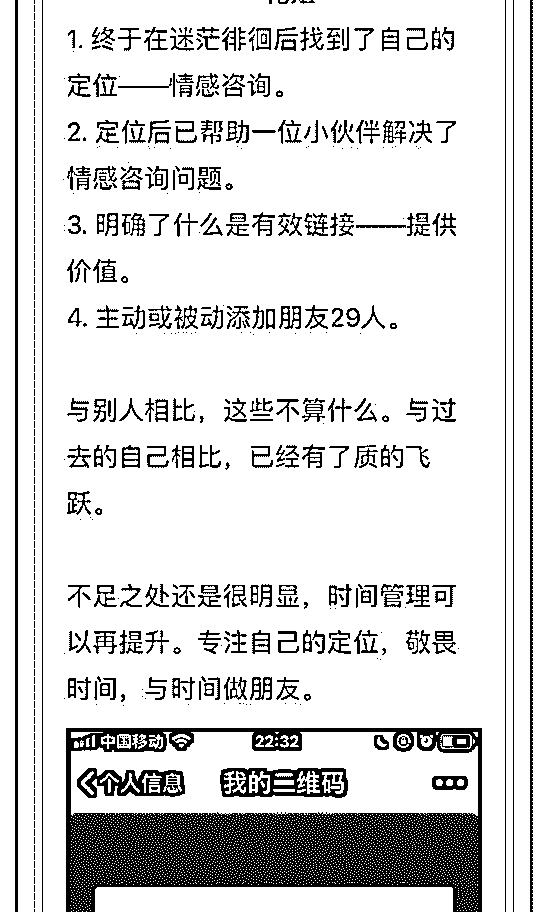 1. 终于在迷茫徘徊后找到了自己的
定位——情感咨询。
2. 定位后已帮助一位小伙伴解决了
情感咨询问题。
3. 明确了什么是有效链接——提供
价值。
4. 主动或被动添加朋友29人。
与别人相比，这些不算什么。与过
去的自己相比，已经有了质的飞
跃。
不足之处还是很明显，时间管理可
以再提升。专注自己的定位，敬畏
时间，与时间做朋友。
中国移动 22:32
个人信息 我的二维码